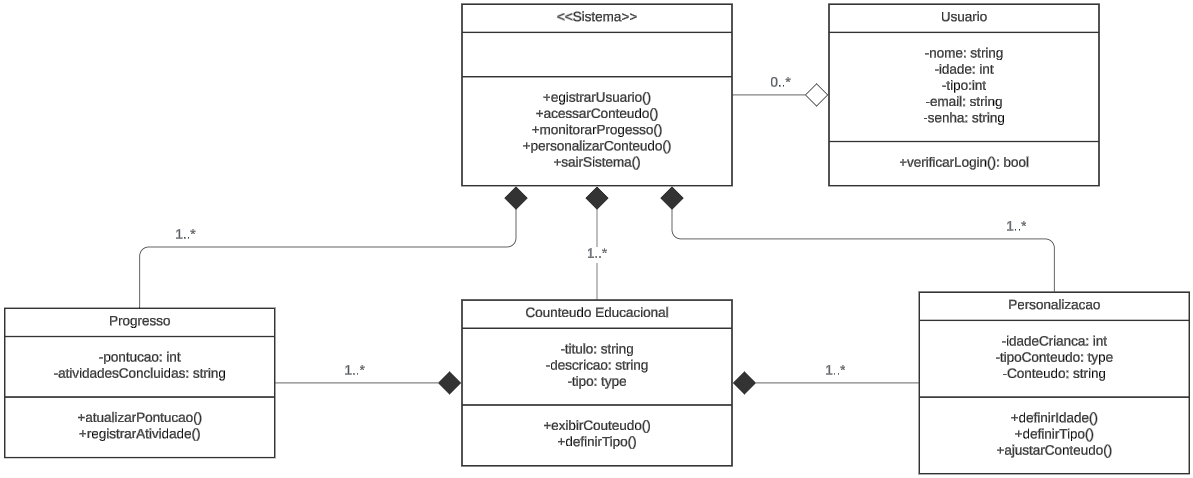 <<Sistema>>
+egistrarUsuario()
+acessarConteudo()
+monitorarProgesso()
+personalizarConteudo()
+sairSistema()
0..*
Usuario
-nome: string
-idade: int
-tipo:int
-email: string
-senha: string
+verificarLogin(): bool
1..*
1..*
1..*
Progresso
-pontucao: int
-atividadesConcluidas: string
+atualizarPontucao()
+registrarAtividade()
1..*
Counteudo Educacional
-titulo: string
-descricao: string
-tipo: type
+exibirCouteudo()
+definirTipo()
1..*
Personalizacao
-idadeCrianca: int
-tipoConteudo: type
-Conteudo: string
+definirIdade()
+definirTipo()
+ajustarConteudo()